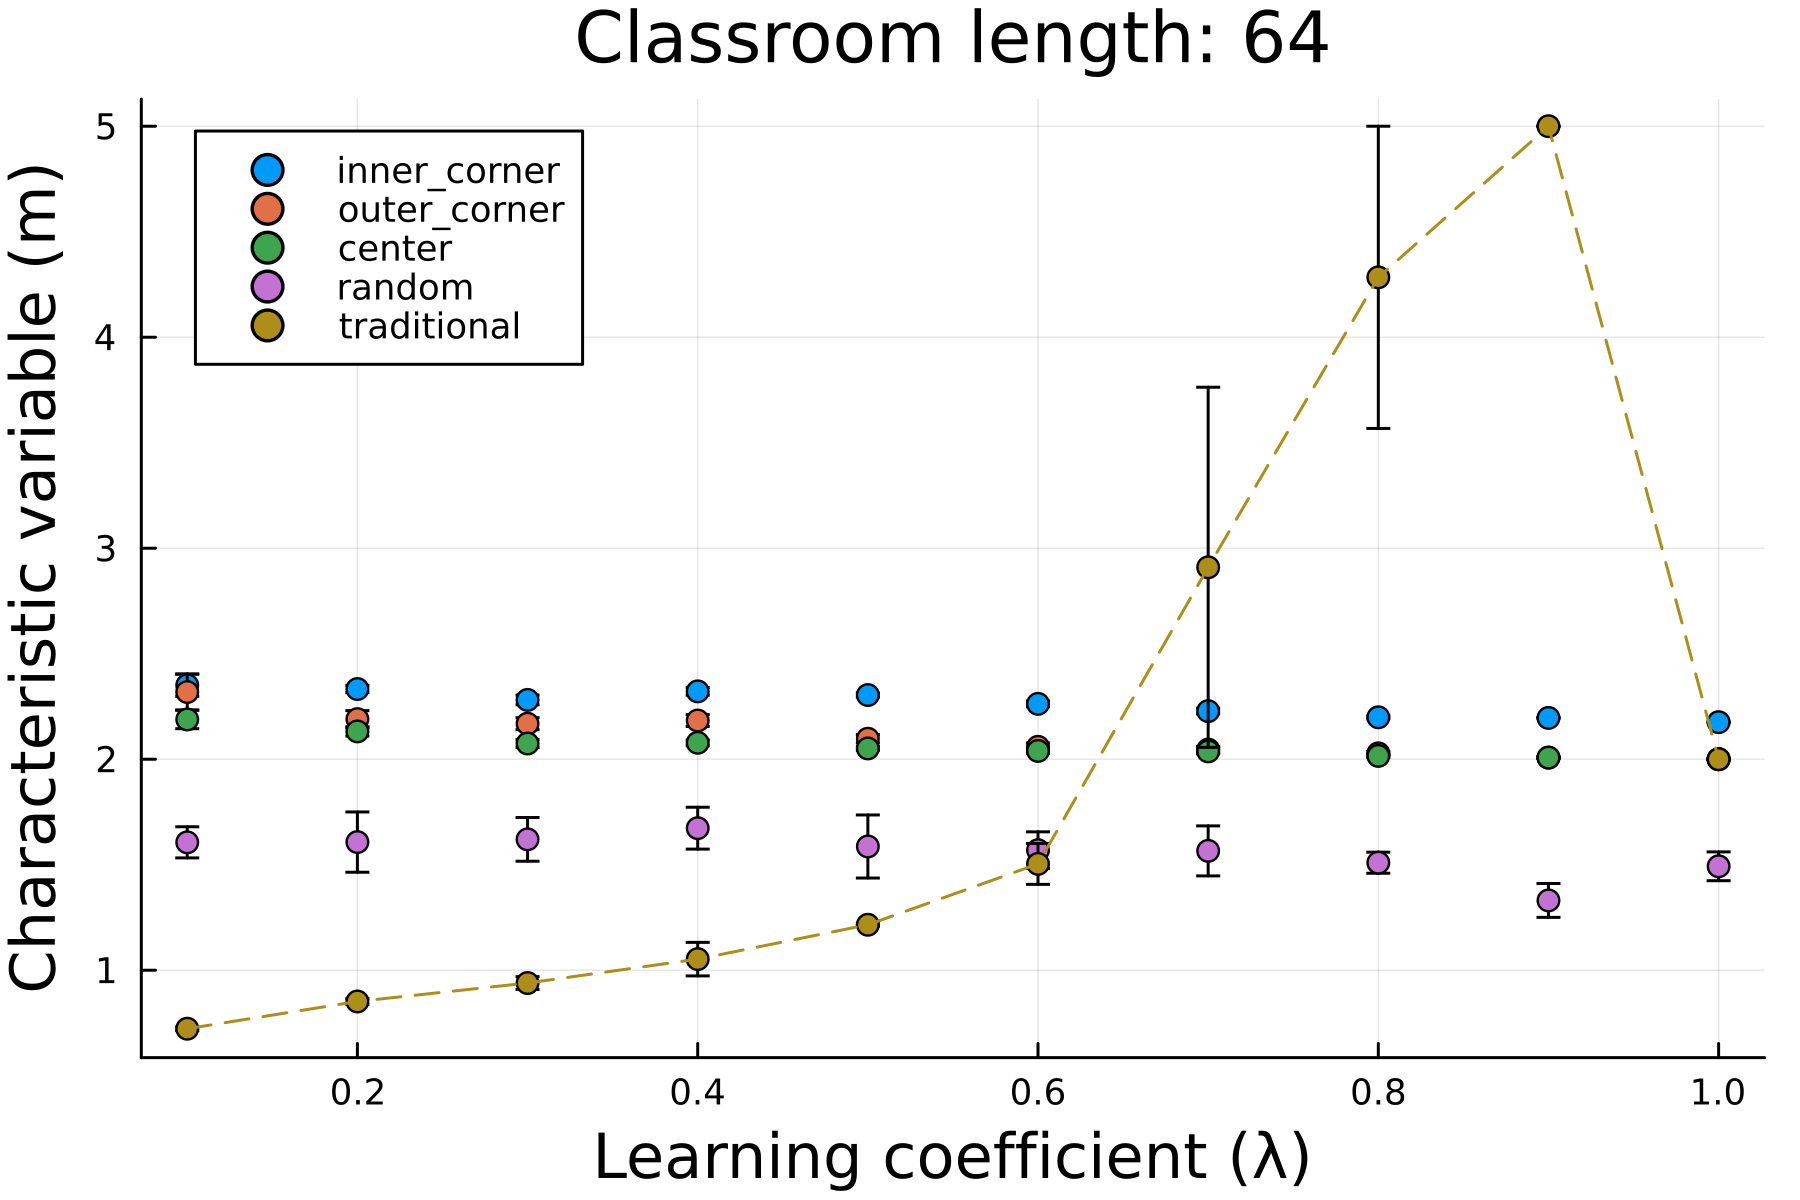 Classroom length: 64
Characteristic variable (m)
5
4
3
2
1
inner_corner
outer_corner
center
random
traditional
0.2
0.4
0.6
0.8
1.0
Learning coefficient (λ)